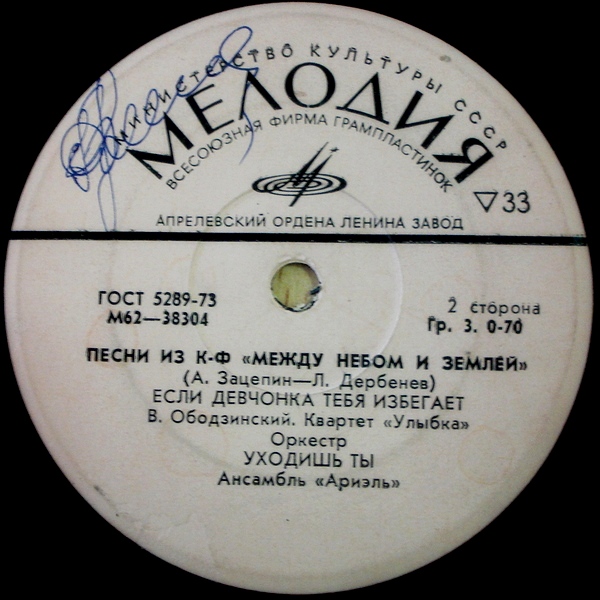 МИНИСТЕРСТВО КУЛЬТУРЫ СССР
МЕЛОДИЯ
ВСЕСОЮЗНАЯ ФИРМА ГРАМПЛАСТИНОК
33
АПРЕЛЕВСКИЙ ОРДЕНА ЛЕНИНА ЗАВОД
ГОСТ 5289-73
М62—38304
2 сторона
Гр. 3. 0-70
ПЕСНИ ИЗ К-Ф «МЕЖДУ НЕБОМ И ЗЕМЛЕЙ»
(А. Зацепин—Л. Дербенев)
ЕСЛИ ДЕВЧОНКА ТЕБЯ ИЗБЕГАЕТ
В. Ободзинский. Квартет «Улыбка»
Оркестр
УХОДИШЬ ТЫ
Ансамбль «Ариэль»